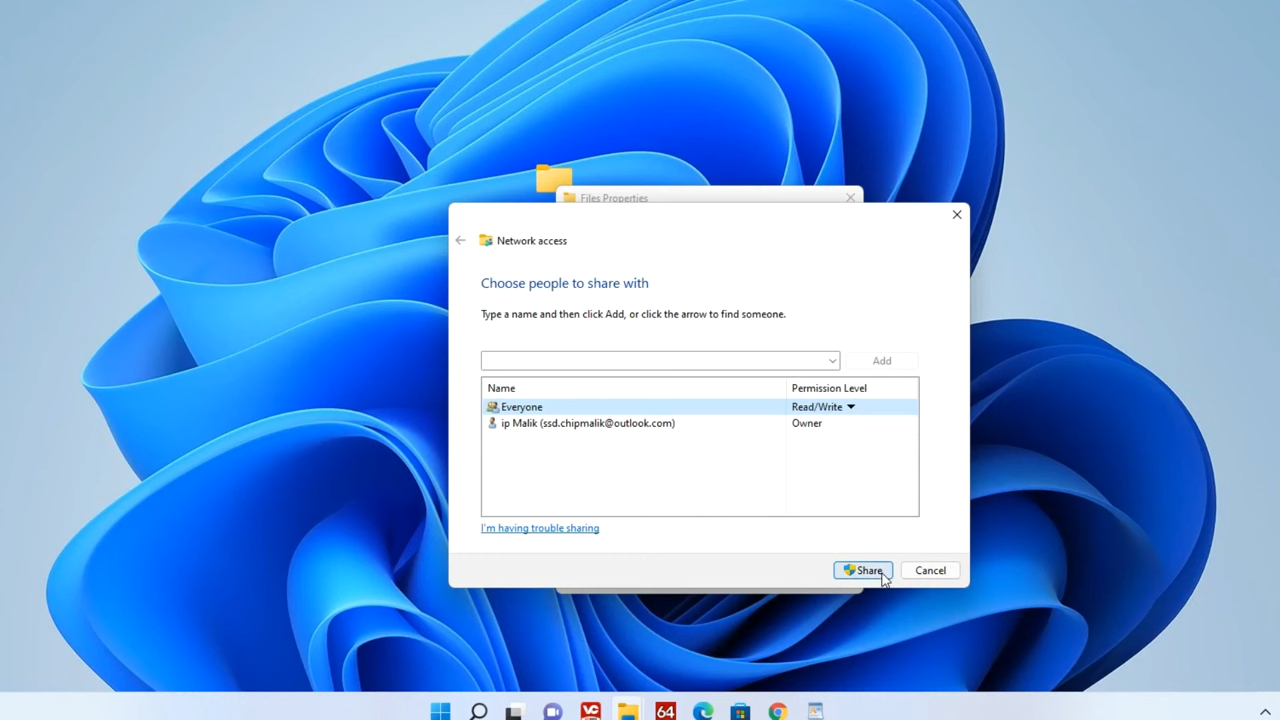 Files Properties
Network access
Choose people to share with
Type a name and then click Add, or click the arrow to find someone.
Add
Name Permission Level
Everyone Read/Write
ip Malik (ssd.chipmalik@outlook.com) Owner
I'm having trouble sharing
Share Cancel
VC 64